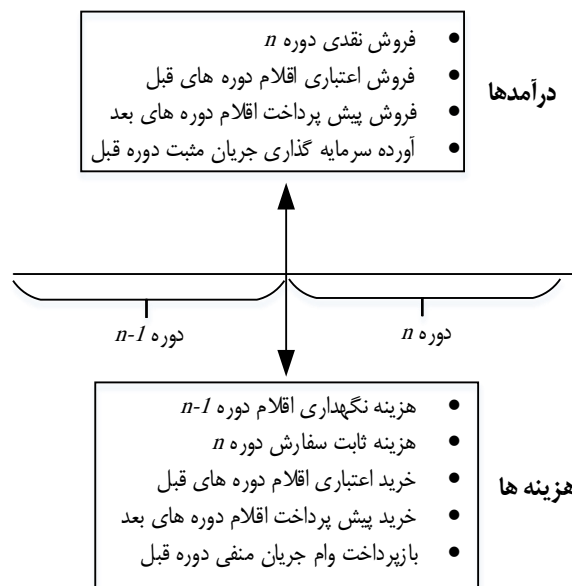 فروش نقدی دوره n
فروش اعتباری اقلام دوره های قبل
فروش پیش پرداخت اقلام دوره های بعد
آورده سرمایه گذاری جریان مثبت دوره قبل
درآمدها
دوره n-1
دوره n
هزینه نگهداری اقلام دوره n-1
هزینه ثابت سفارش دوره n
خرید اعتباری اقلام دوره های قبل
خرید پیش پرداخت اقلام دوره های بعد
بازپرداخت وام جریان منفی دوره قبل
هزینه ها